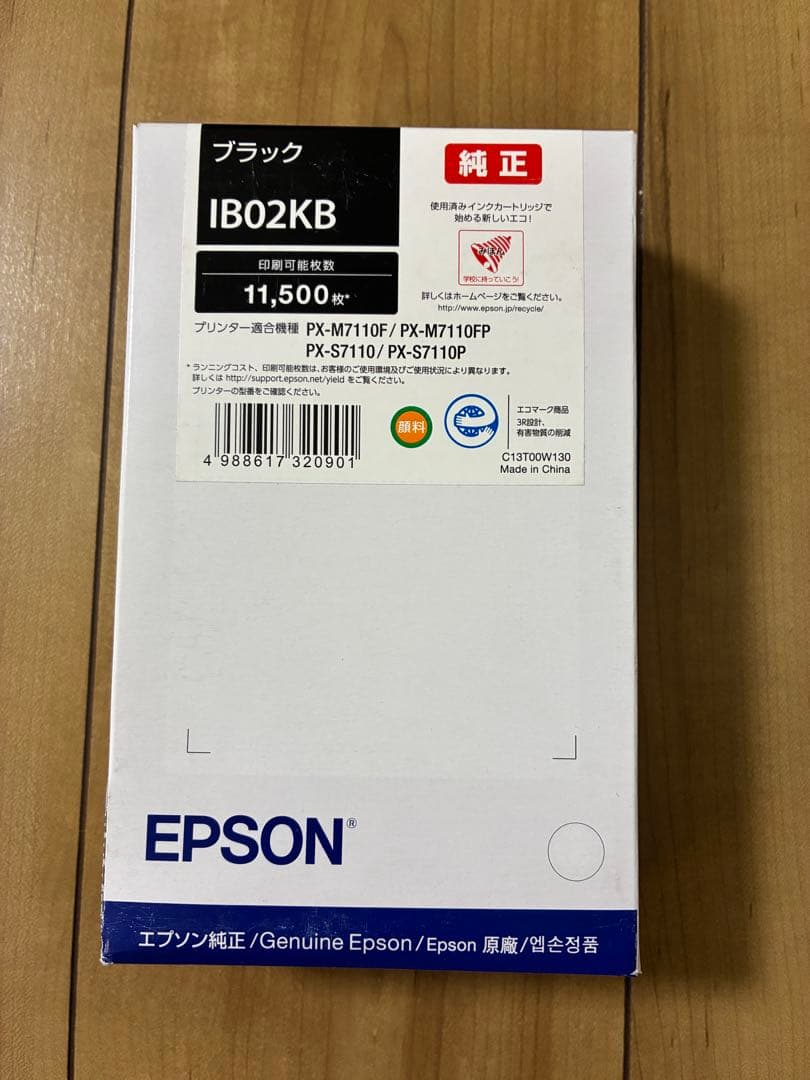 ブラック
IB02KB
印刷可能枚数
11,500枚*
純正
使用済みインクカートリッジで
始める新しいエコ!
みほん
学校に持っていこう!
詳しくはホームページをご覧ください。
http://www.epson.jp/recycle/
プリンター適合機種 PX-M7110F/PX-M7110FP
PX-S7110/PX-S7110P
*ランニングコスト、印刷可能枚数は、お客様のご使用環境及びご使用状況により異なります。
詳しくは http://support.epson.net/yield をご覧ください。
プリンターの型番をご確認ください。
4 988617 320901
顔料
エコマーク商品
3R設計、
有害物質の削減
C13T00W130
Made in China
EPSON®
エプソン純正/Genuine Epson/Epson 原廠/엡손정품